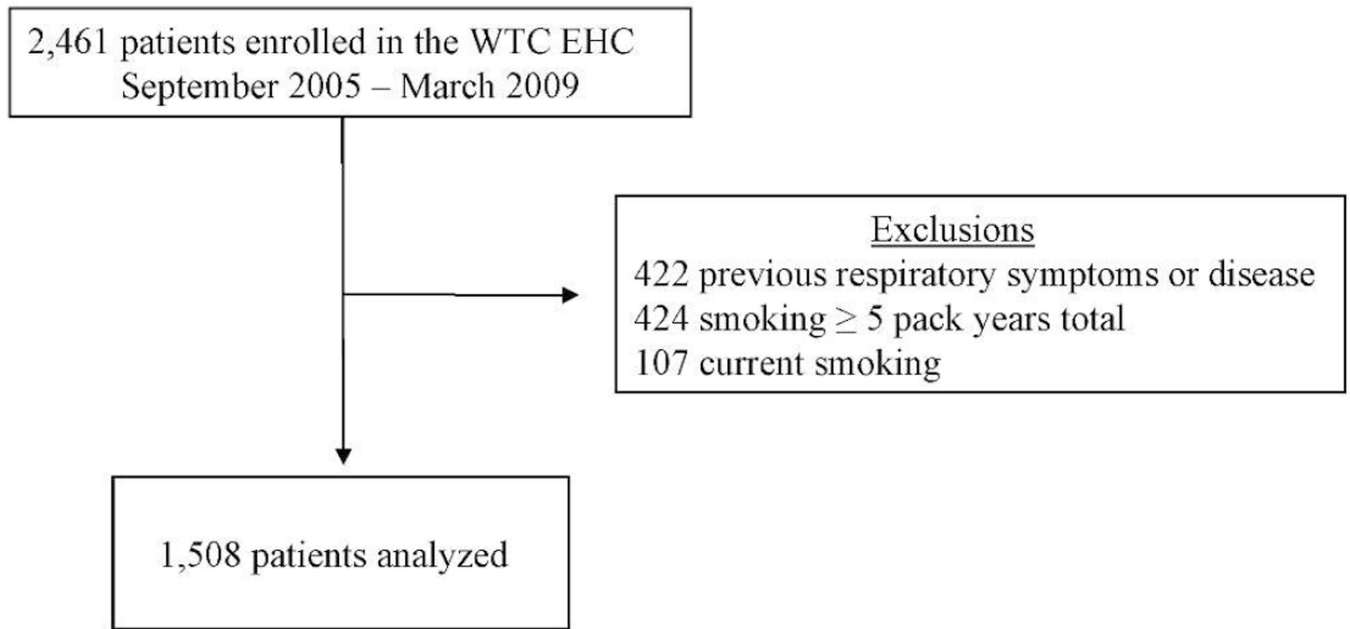 2,461 patients enrolled in the WTC EHC
September 2005 – March 2009
Exclusions
422 previous respiratory symptoms or disease
424 smoking ≥ 5 pack years total
107 current smoking
1,508 patients analyzed